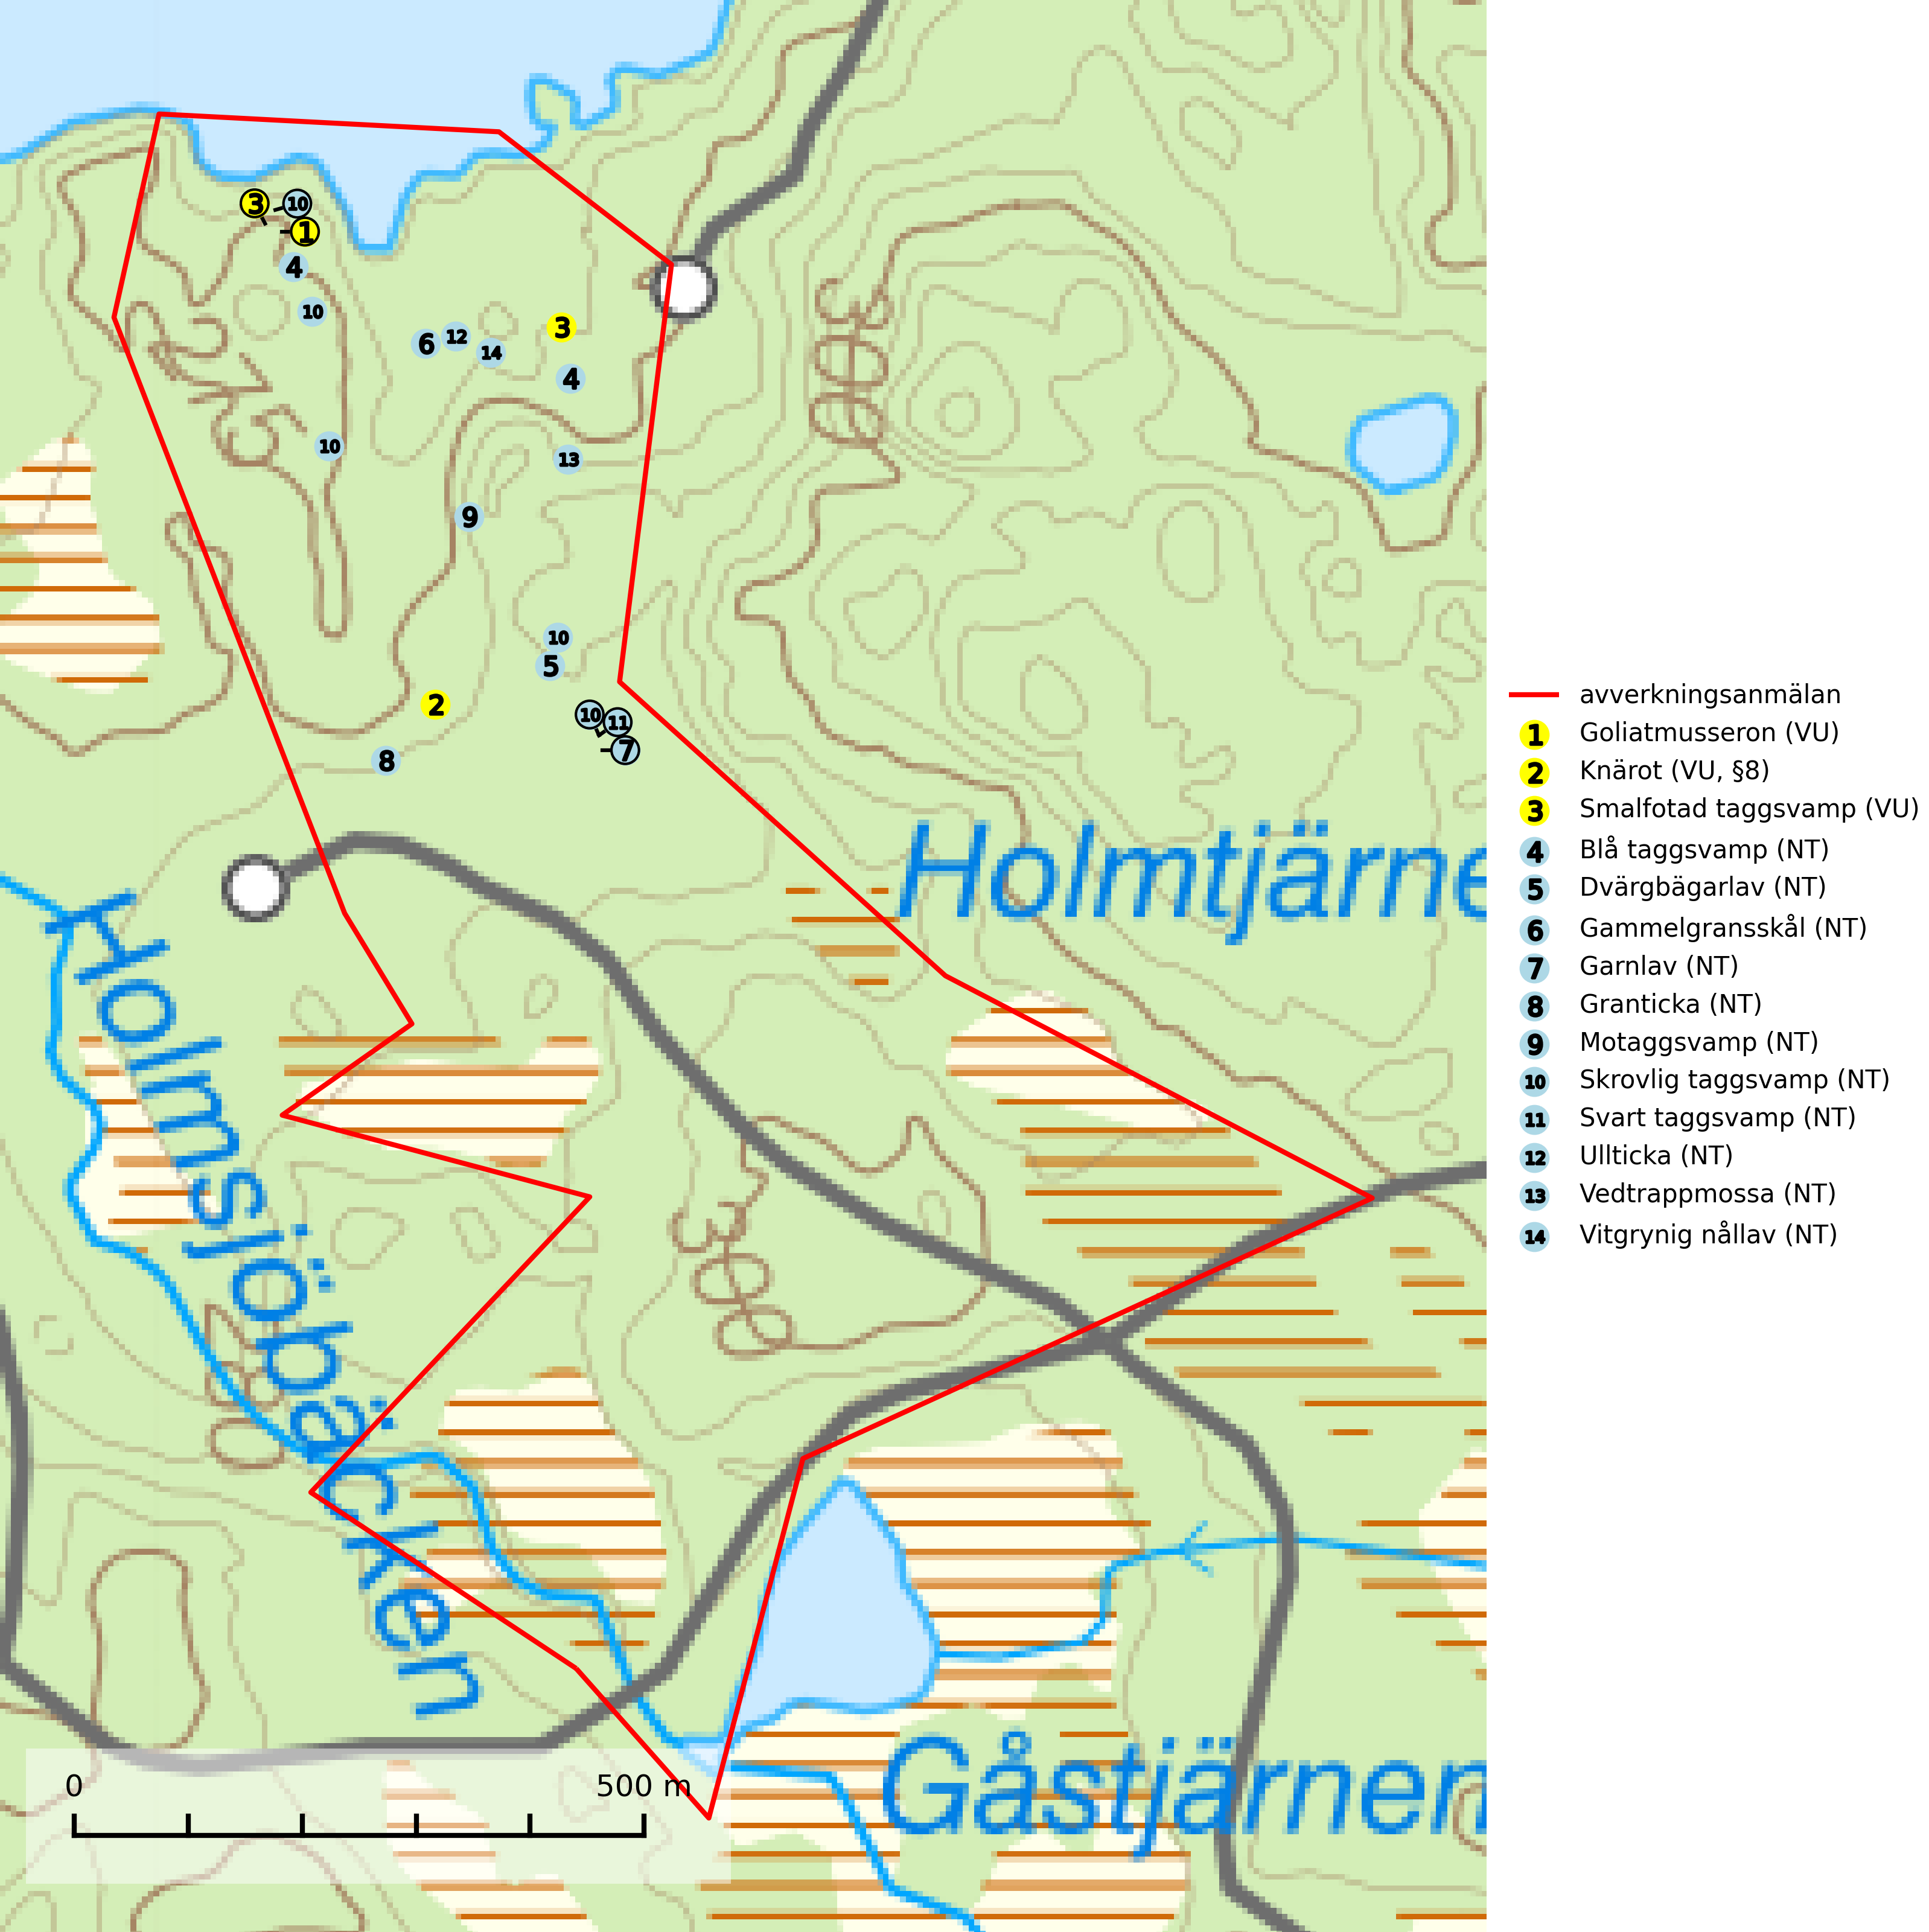 3
10
1
4
10
6
12
14
3
4
10
13
9
10
5
2
10
11
7
8
Holmtjärne
Holmsjöbäcken
Gåstjärnen
0 500 m
avverkningsanmälan
1 Goliatmusseron (VU)
2 Knärot (VU, §8)
3 Smalfotad taggsvamp (VU)
4 Blå taggsvamp (NT)
5 Dvärgbägarlav (NT)
6 Gammelgransskål (NT)
7 Garnlav (NT)
8 Granticka (NT)
9 Motaggsvamp (NT)
10 Skrovlig taggsvamp (NT)
11 Svart taggsvamp (NT)
12 Ullticka (NT)
13 Vedtrappmossa (NT)
14 Vitgrynig nållav (NT)